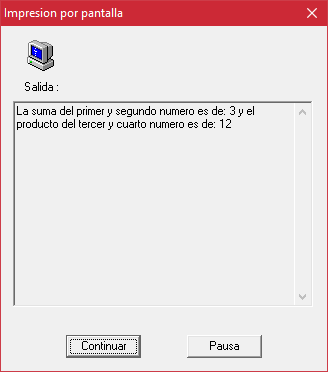 Impresion por pantalla
Salida :
La suma del primer y segundo numero es de: 3 y el
producto del tercer y cuarto numero es de: 12
Continuar
Pausa